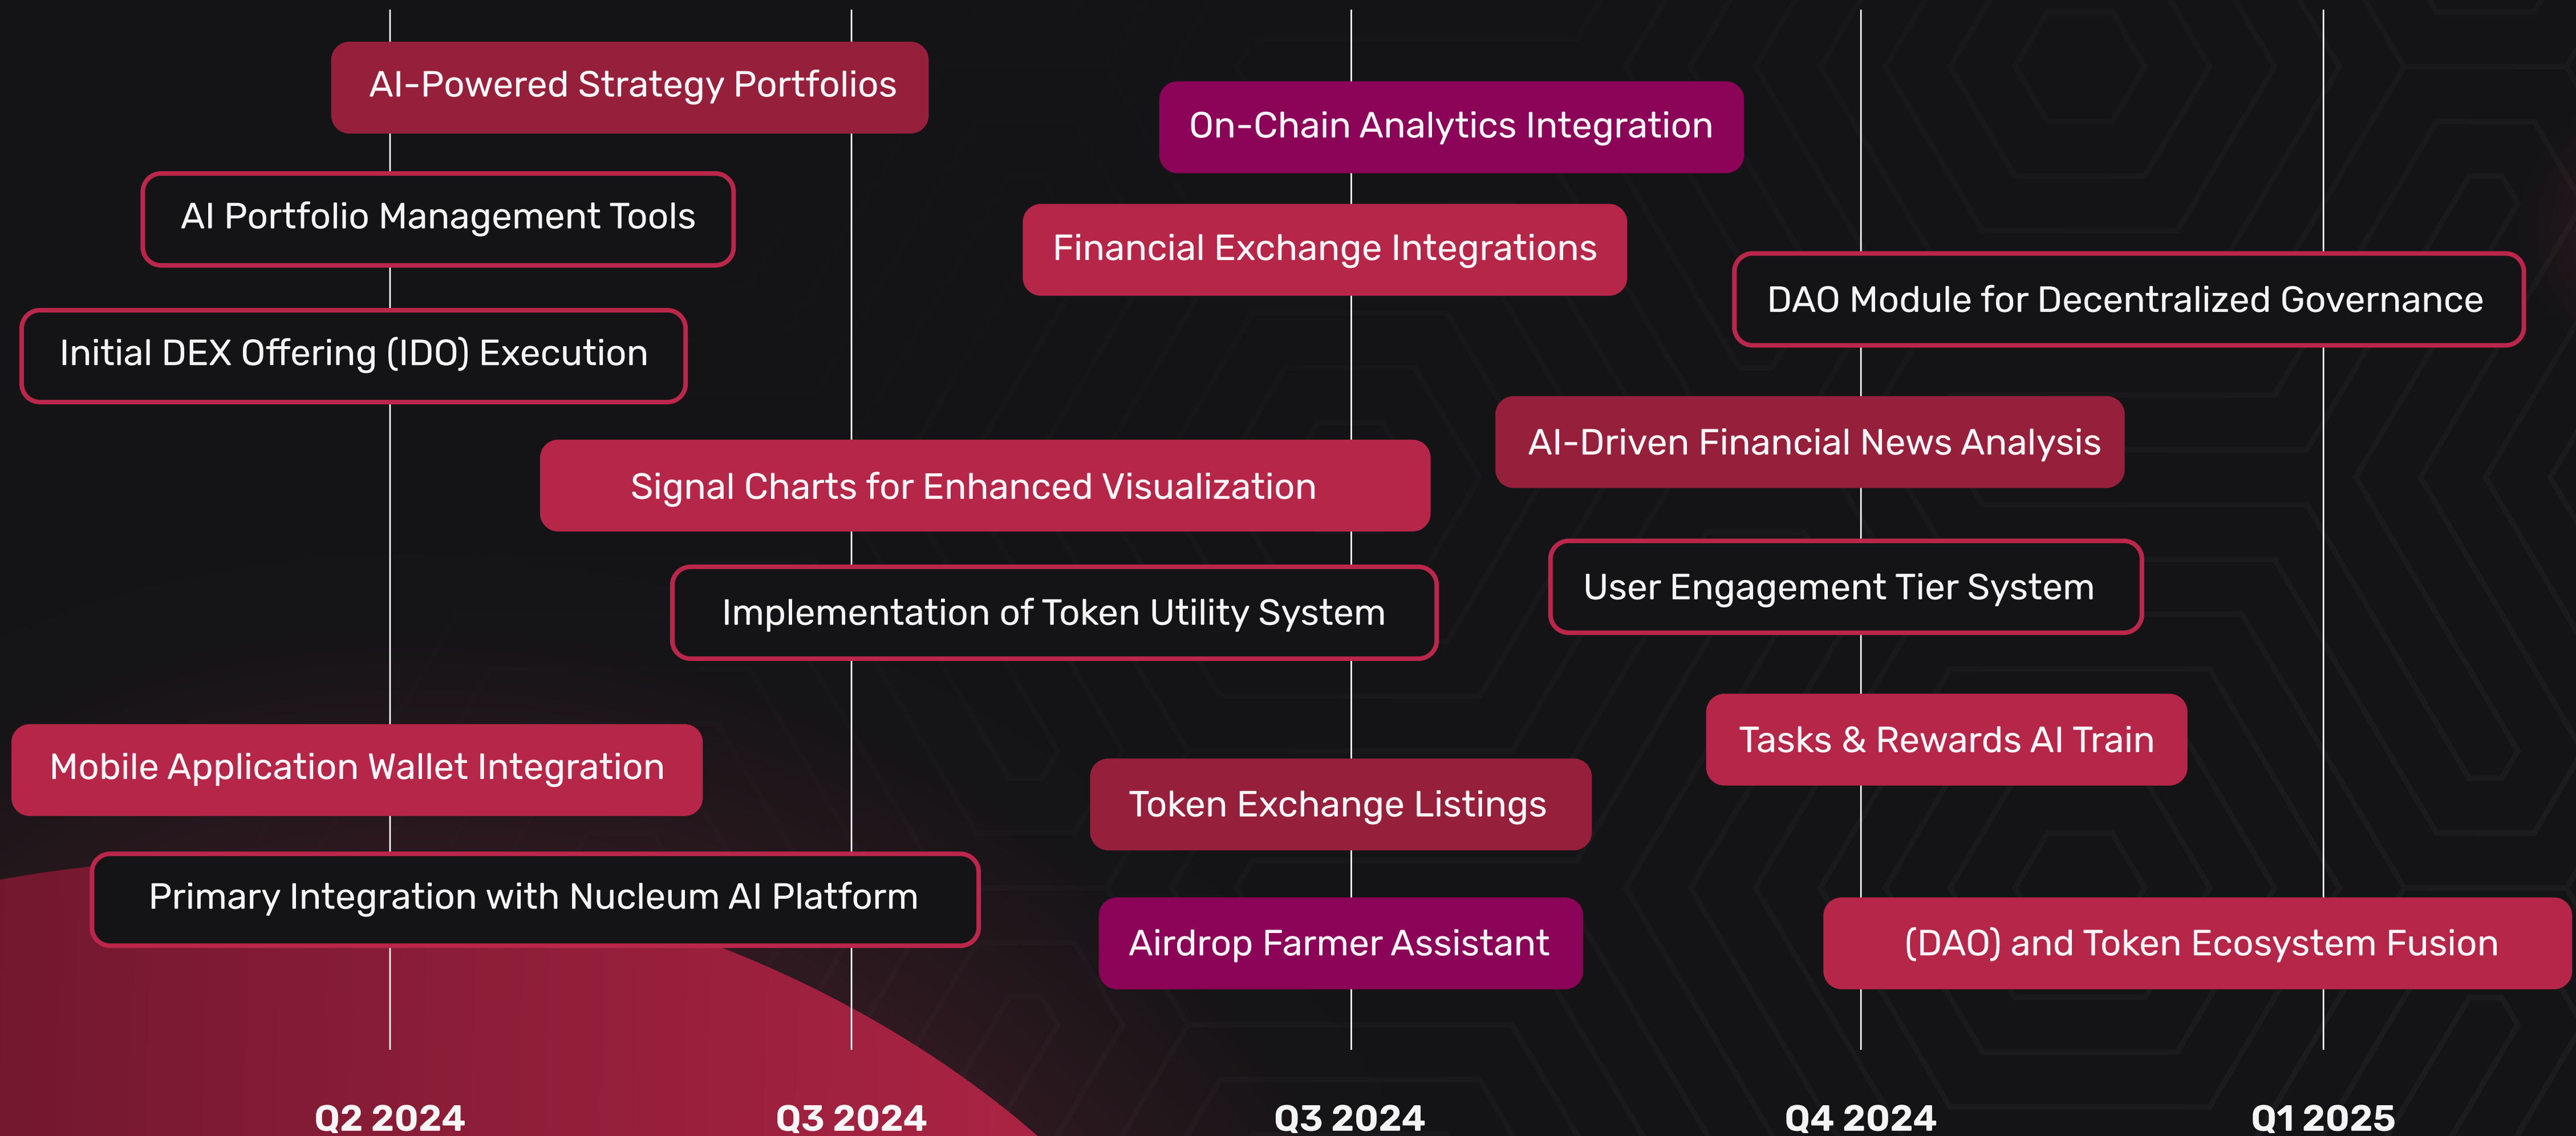 AI-Powered Strategy Portfolios
On-Chain Analytics Integration
AI Portfolio Management Tools
Financial Exchange Integrations
DAO Module for Decentralized Governance
Initial DEX Offering (IDO) Execution
AI-Driven Financial News Analysis
Signal Charts for Enhanced Visualization
User Engagement Tier System
Implementation of Token Utility System
Tasks & Rewards AI Train
Mobile Application Wallet Integration
Token Exchange Listings
Primary Integration with Nucleum AI Platform
Airdrop Farmer Assistant
(DAO) and Token Ecosystem Fusion
Q2 2024
Q3 2024
Q3 2024
Q4 2024
Q1 2025